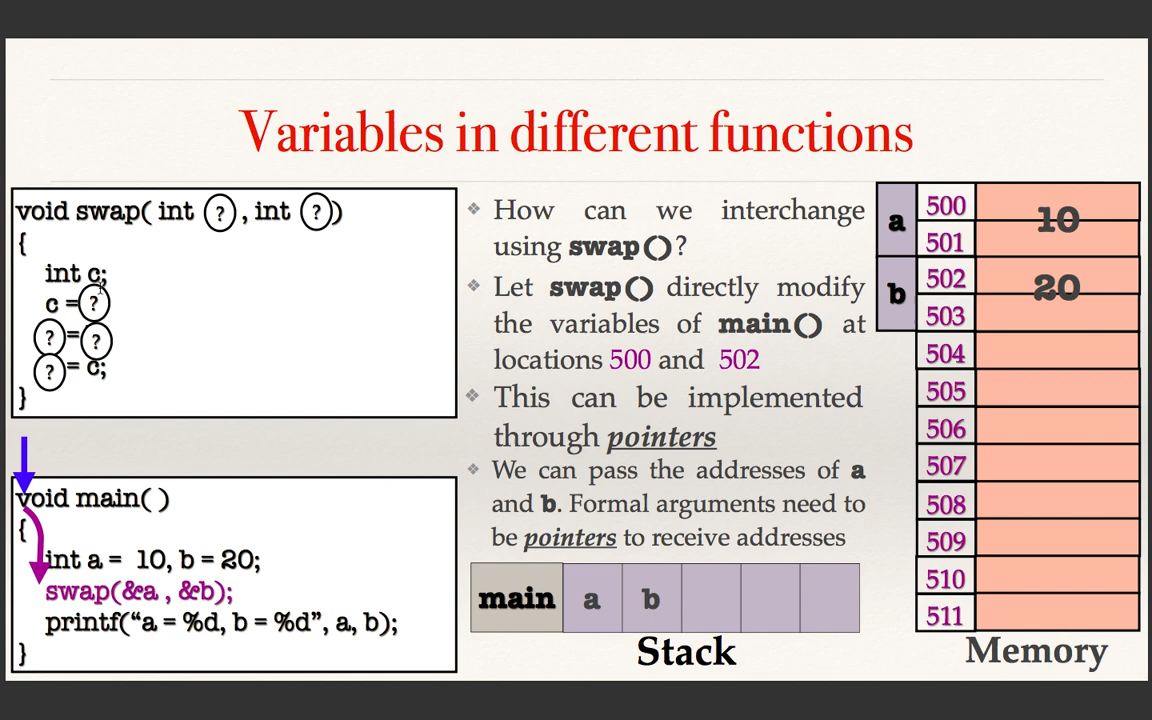 Variables in different functions
void swap( int ? , int ? )
{
int c;
c = ?
? = ?
? = c;
}
void main( )
{
int a = 10, b = 20;
swap(&a , &b);
printf(“a = %d, b = %d”, a, b);
}
❖ How can we interchange
using swap()?
❖ Let swap() directly modify
the variables of main() at
locations 500 and 502
❖ This can be implemented
through pointers
❖ We can pass the addresses of a
and b. Formal arguments need to
be pointers to receive addresses
main a b
Stack
a 500 10
501
b 502 20
503
504
505
506
507
508
509
510
511
Memory